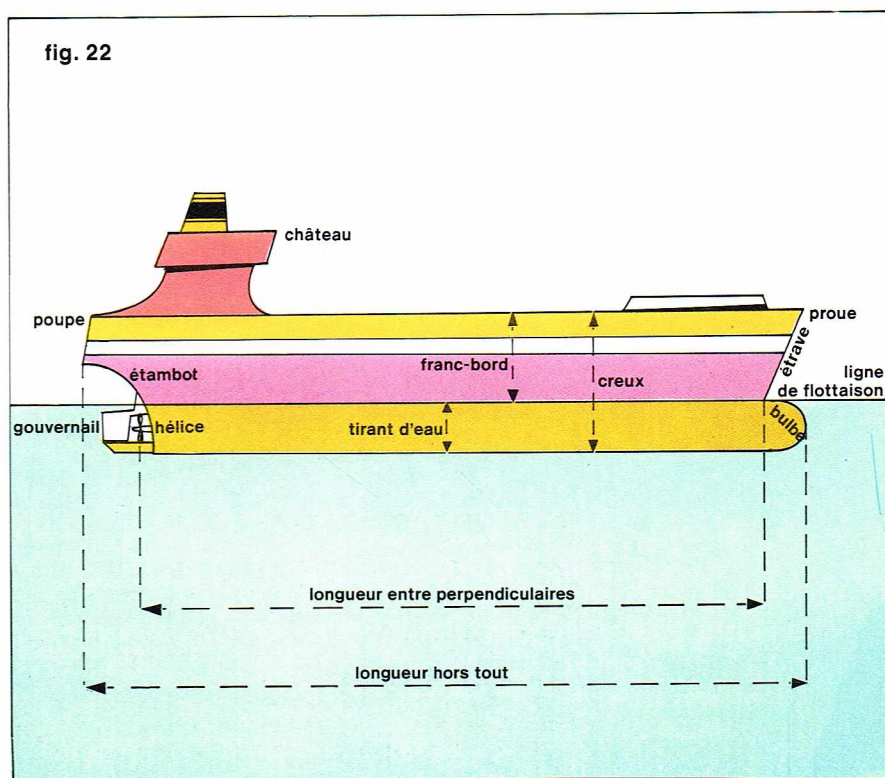 fig. 22
château
poupe
proue
étrave
étambot
franc-bord
creux
ligne
de flottaison
gouvernail
hélice
tirant d'eau
bulbe
longueur entre perpendiculaires
longueur hors tout